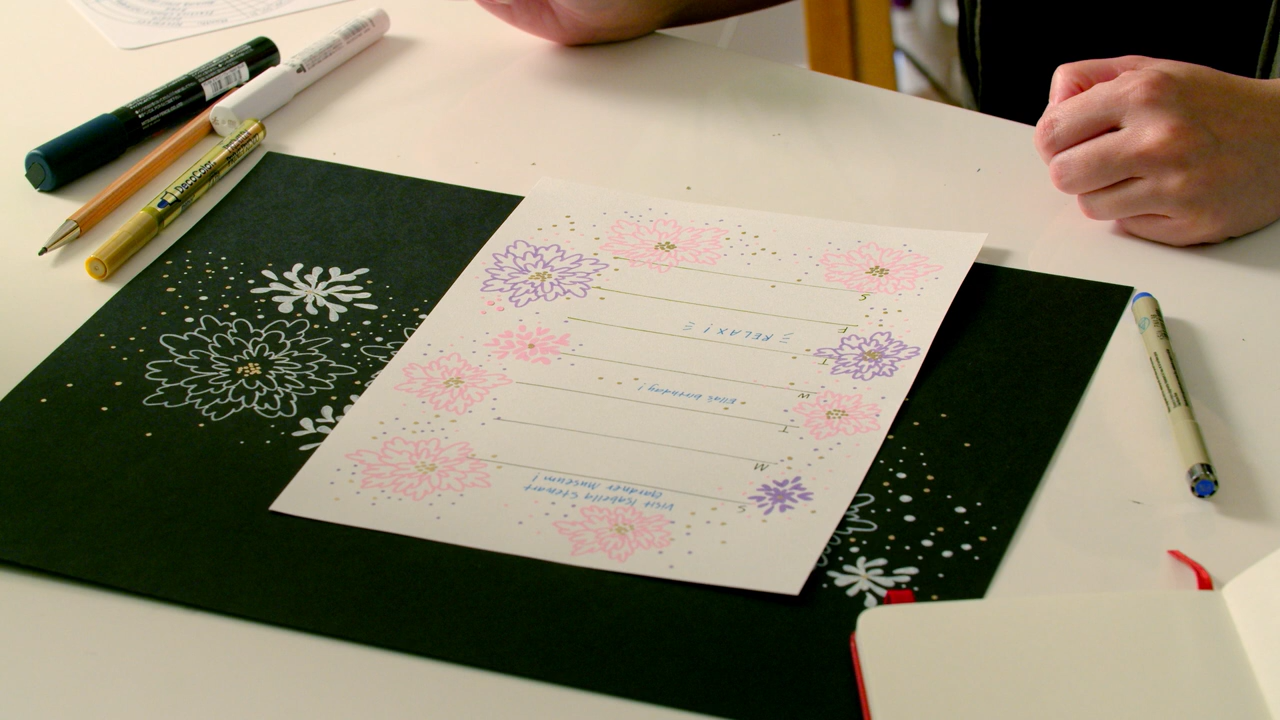 Visit Isabella Stewart
Gardner Museum!
S
M
T
Ella's birthday!
W
T
RELAX!
F
S
DecoColor